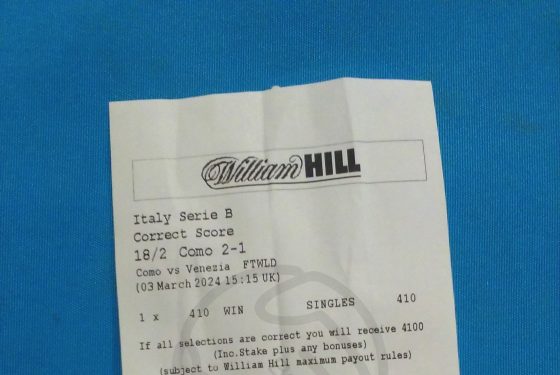 William HILL
Italy Serie B
Correct Score
18/2 Como 2-1
Como vs Venezia FTWLD
(03 March 2024 15:15 UK)
1 x 410 WIN SINGLES 410
If all selections are correct you will receive 4100
(Inc.Stake plus any bonuses)
(subject to William Hill maximum payout rules)